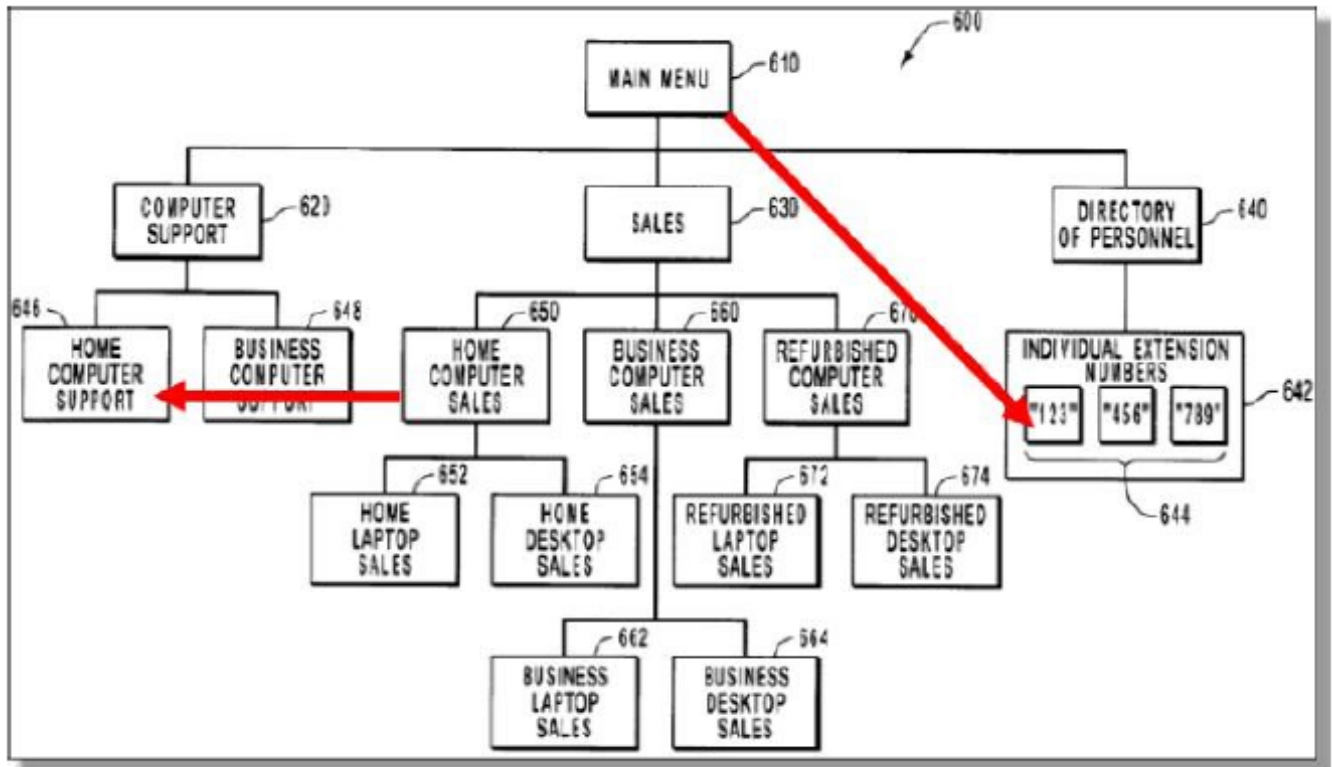 600
MAIN MENU
610
COMPUTER
SUPPORT
620
SALES
630
DIRECTORY
OF PERSONNEL
640
646
HOME
COMPUTER
SUPPORT
648
BUSINESS
COMPUTER
SUPPORT
650
HOME
COMPUTER
SALES
660
BUSINESS
COMPUTER
SALES
670
REFURBISHED
COMPUTER
SALES
INDIVIDUAL EXTENSION
NUMBERS
"123" "456" "789"
642
644
652
HOME
LAPTOP
SALES
654
HOME
DESKTOP
SALES
672
REFURBISHED
LAPTOP
SALES
674
REFURBISHED
DESKTOP
SALES
662
BUSINESS
LAPTOP
SALES
664
BUSINESS
DESKTOP
SALES